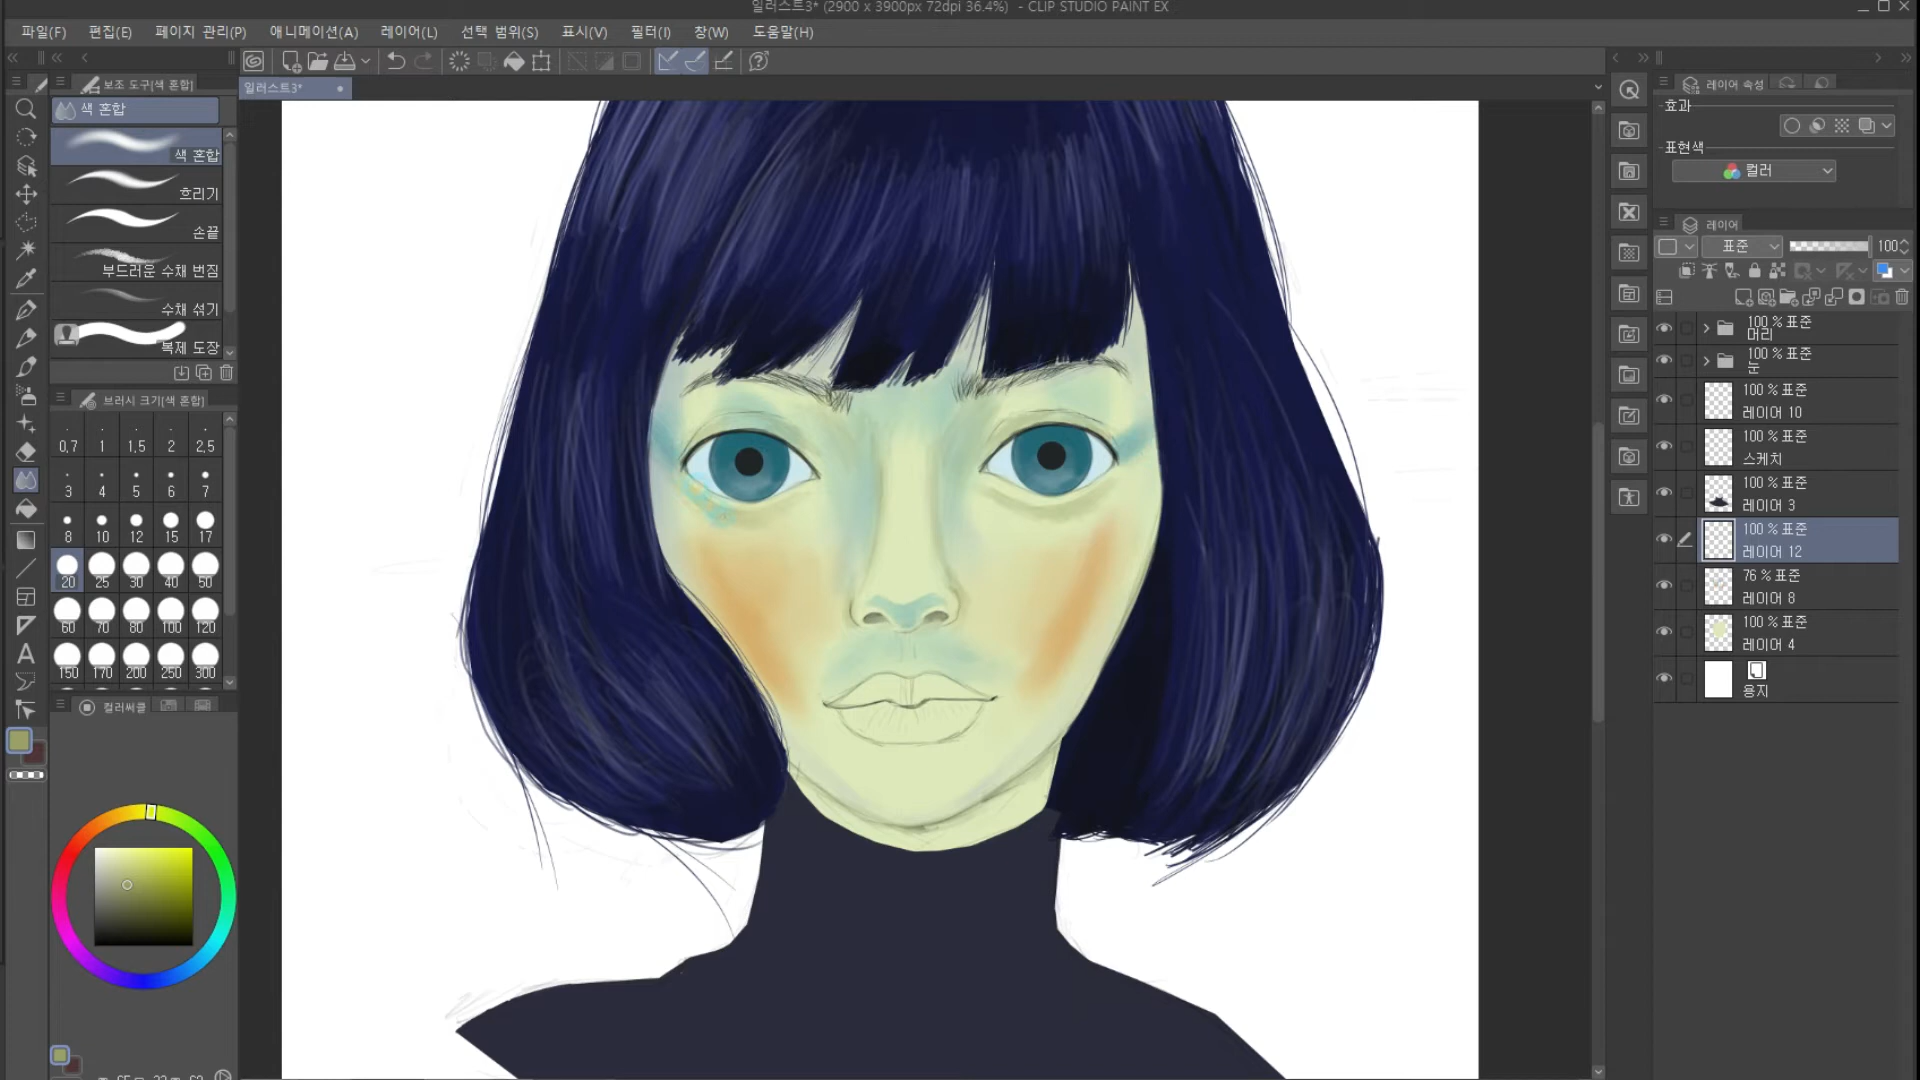 일러스트3* (2900 x 3900px 72dpi 36.4%) - CLIP STUDIO PAINT EX
파일(F) 편집(E) 페이지 관리(P) 애니메이션(A) 레이어(L) 선택 범위(S) 표시(V) 필터(I) 창(W) 도움말(H)
보조 도구[색 혼합]
색 혼합
색 혼합
흐리기
손끝
부드러운 수채 번짐
수채 섞기
복제 도장
브러시 크기[색 혼합]
0.7 1 1.5 2 2.5
3 4 5 6 7
8 10 12 15 17
20 25 30 40 50
60 70 80 100 120
150 170 200 250 300
컬러써클
일러스트3*
레이어 속성
효과
표현색
컬러
레이어
표준 100
100 % 표준
머리
100 % 표준
눈
100 % 표준
레이어 10
100 % 표준
스케치
100 % 표준
레이어 3
100 % 표준
레이어 12
76 % 표준
레이어 8
100 % 표준
레이어 4
용지